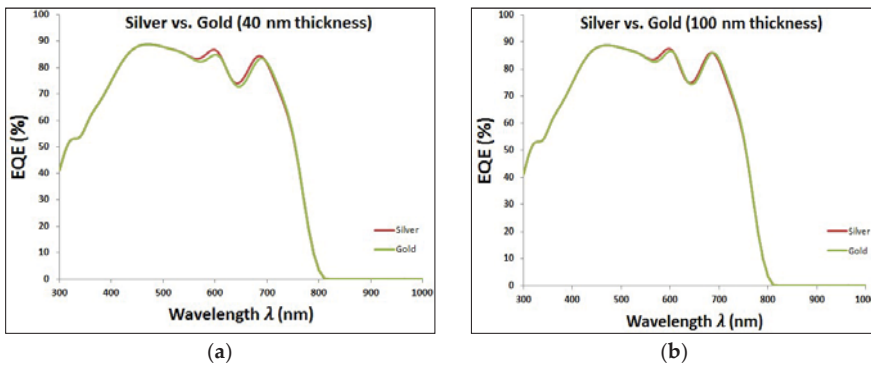 Silver vs. Gold (40 nm thickness)
EQE (%)
100
90
80
70
60
50
40
30
20
10
0
300 400 500 600 700 800 900 1000
Wavelength λ (nm)
Silver
Gold
(a)
Silver vs. Gold (100 nm thickness)
EQE (%)
100
90
80
70
60
50
40
30
20
10
0
300 400 500 600 700 800 900 1000
Wavelength λ (nm)
Silver
Gold
(b)